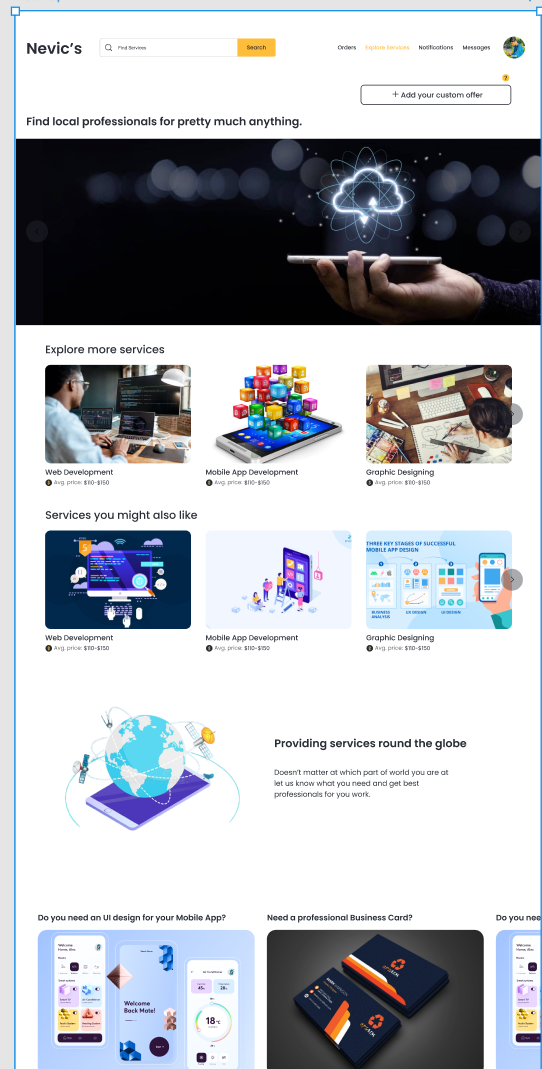 Nevic's
Find Services
Search
Orders
Explore Services
Notifications
Messages
?
+ Add your custom offer
Find local professionals for pretty much anything.
Explore more services
Web Development
Avg. price: $110-$150
Mobile App Development
Avg. price: $110-$150
Graphic Designing
Avg. price: $110-$150
Services you might also like
THREE KEY STAGES OF SUCCESSFUL
MOBILE APP DESIGN
BUSINESS
ANALYSIS
UX DESIGN
UI DESIGN
Web Development
Avg. price: $110-$150
Mobile App Development
Avg. price: $110-$150
Graphic Designing
Avg. price: $110-$150
Providing services round the globe
Doesn't matter at which part of world you are at
let us know what you need and get best
professionals for you work.
Do you need an UI design for your Mobile App?
Need a professional Business Card?
Do you nee
Welcome
Welcome
Back Mate!
18